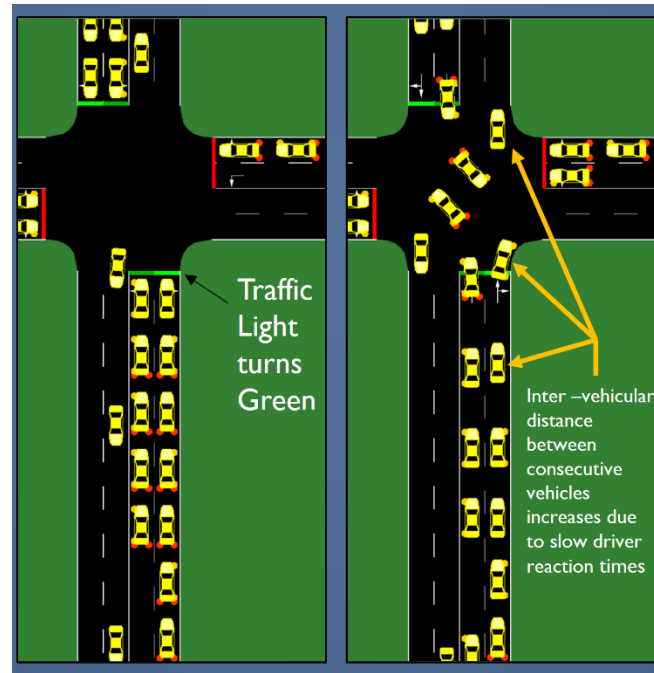 Traffic
Light
turns
Green
Inter –vehicular
distance
between
consecutive
vehicles
increases due
to slow driver
reaction times